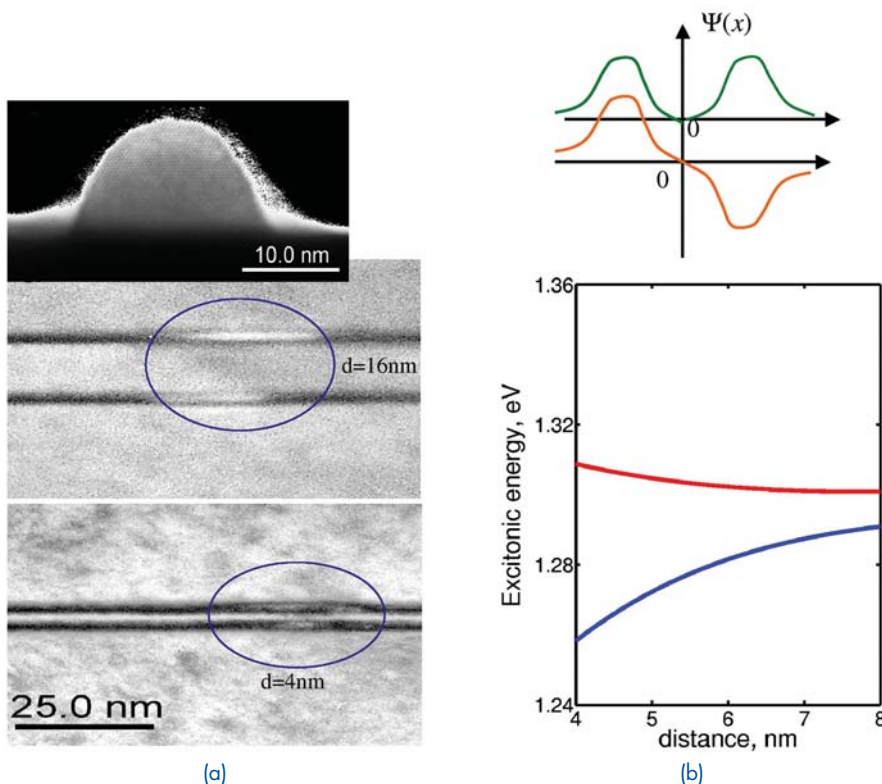 10.0 nm
d=16nm
d=4nm
25.0 nm
(a)
Ψ(x)
0
0
1.36
1.32
1.28
1.24
Excitonic energy, eV
4 5 6 7 8
distance, nm
(b)